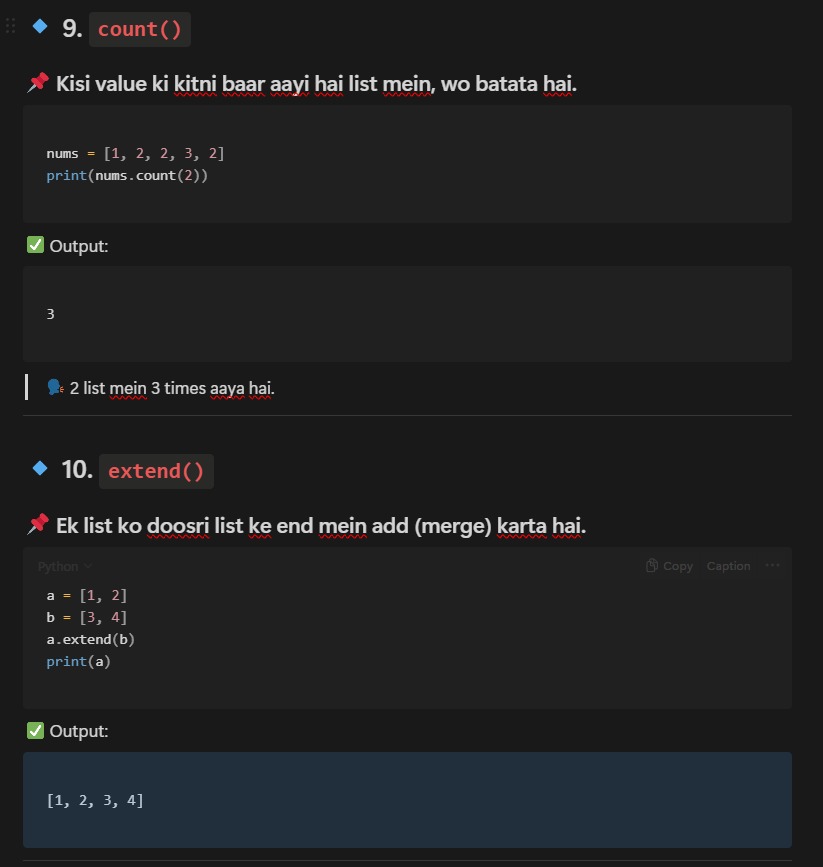 9. count()
Kisi value ki kitni baar aayi hai list mein, wo batata hai.
nums = [1, 2, 2, 3, 2]
print(nums.count(2))
Output:
3
2 list mein 3 times aaya hai.
10. extend()
Ek list ko doosri list ke end mein add (merge) karta hai.
Python Copy Caption
a = [1, 2]
b = [3, 4]
a.extend(b)
print(a)
Output:
[1, 2, 3, 4]